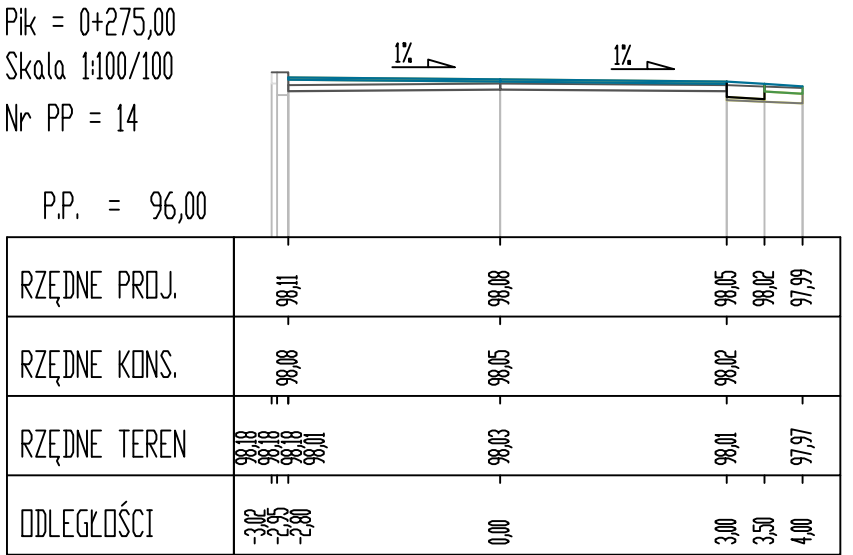 Pik = 0+275,00
Skala 1:100/100
Nr PP = 14
1% 1%
P.P. = 96,00
RZĘDNE PROJ. 98,11 98,08 98,05 98,02 97,99
RZĘDNE KONS. 98,08 98,05 98,02
RZĘDNE TEREN 98,18 98,18 98,18 98,01 98,03 98,01 97,97
ODLEGŁOŚCI -3,02 -2,95 -2,80 0,00 3,00 3,50 4,00